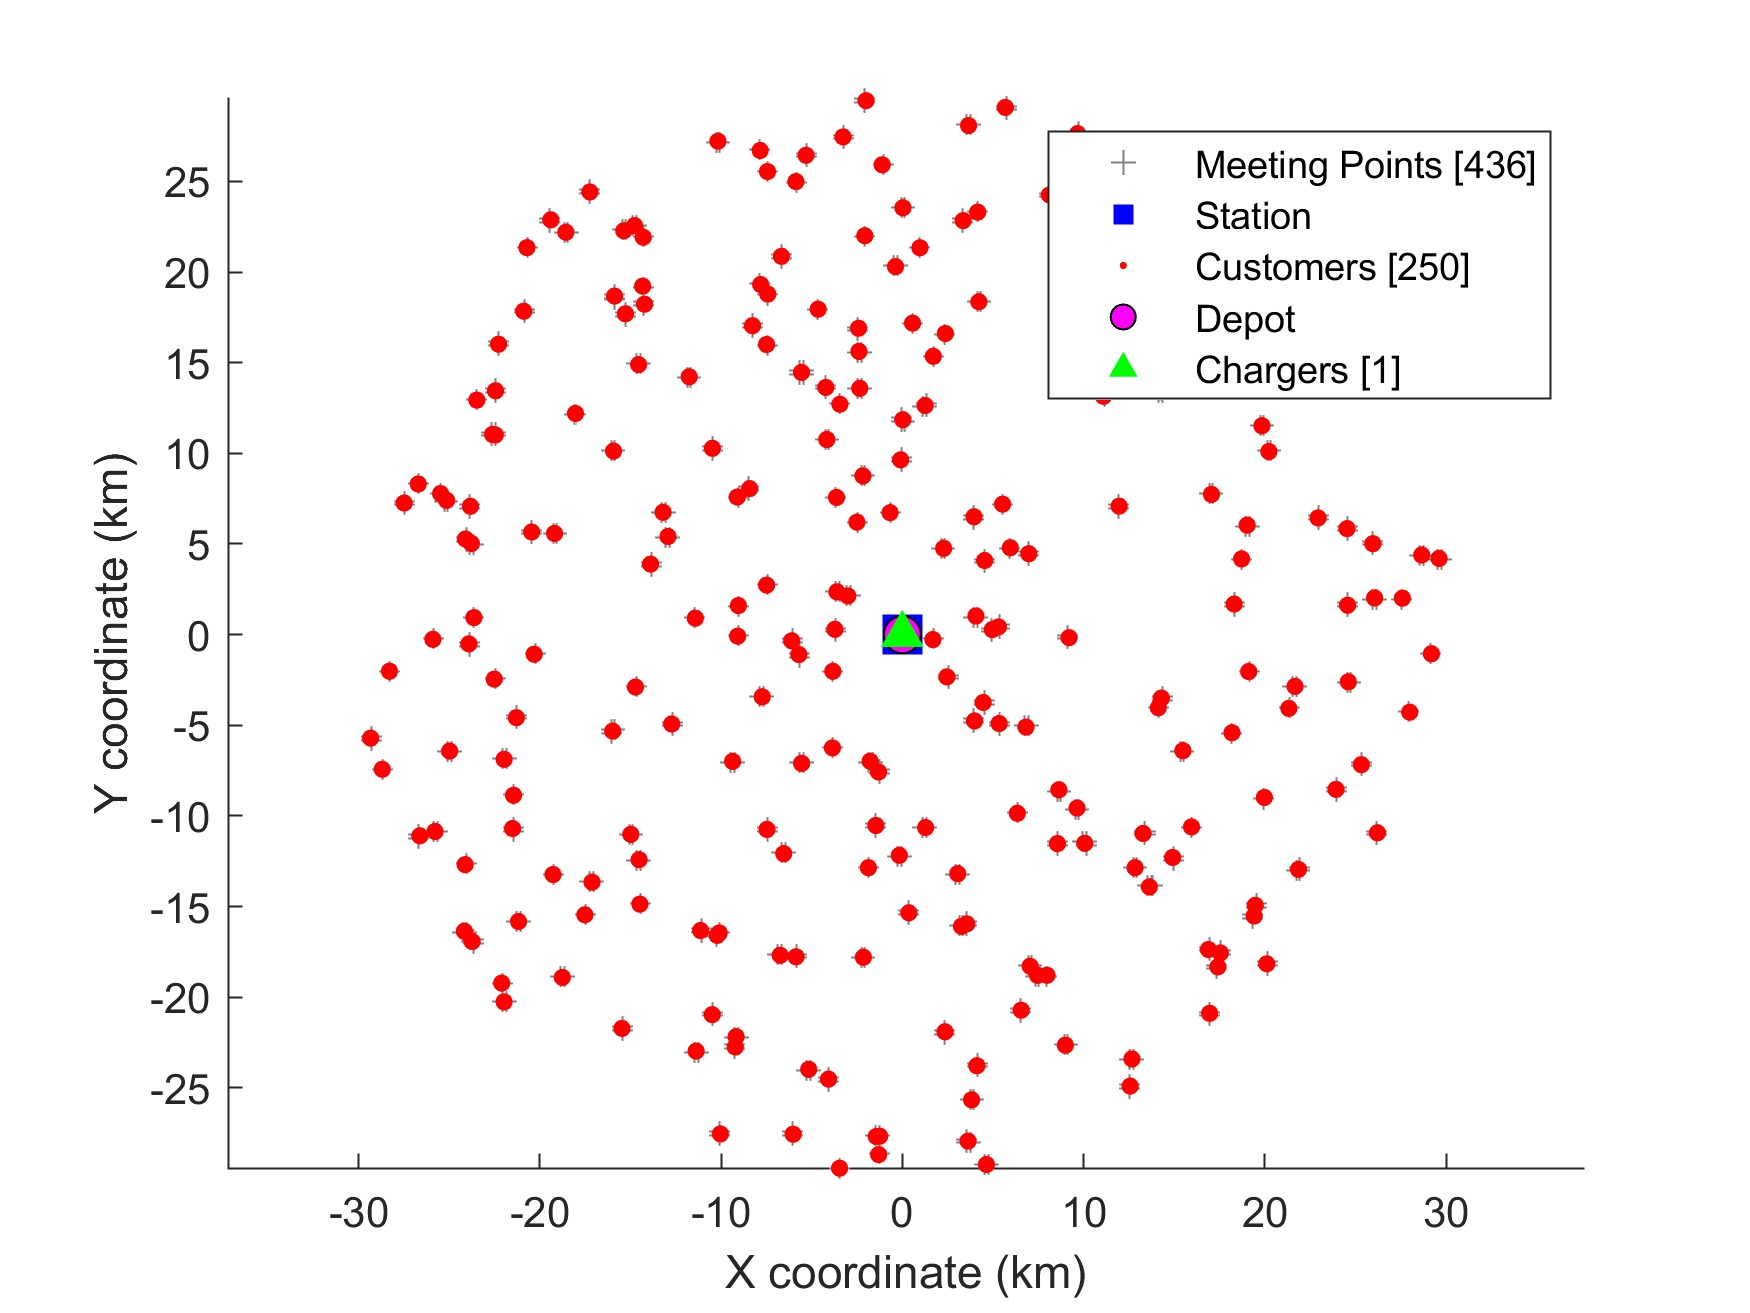 Meeting Points [436]
Station
Customers [250]
Depot
Chargers [1]
25
20
15
10
5
0
-5
-10
-15
-20
-25
Y coordinate (km)
-30 -20 -10 0 10 20 30
X coordinate (km)